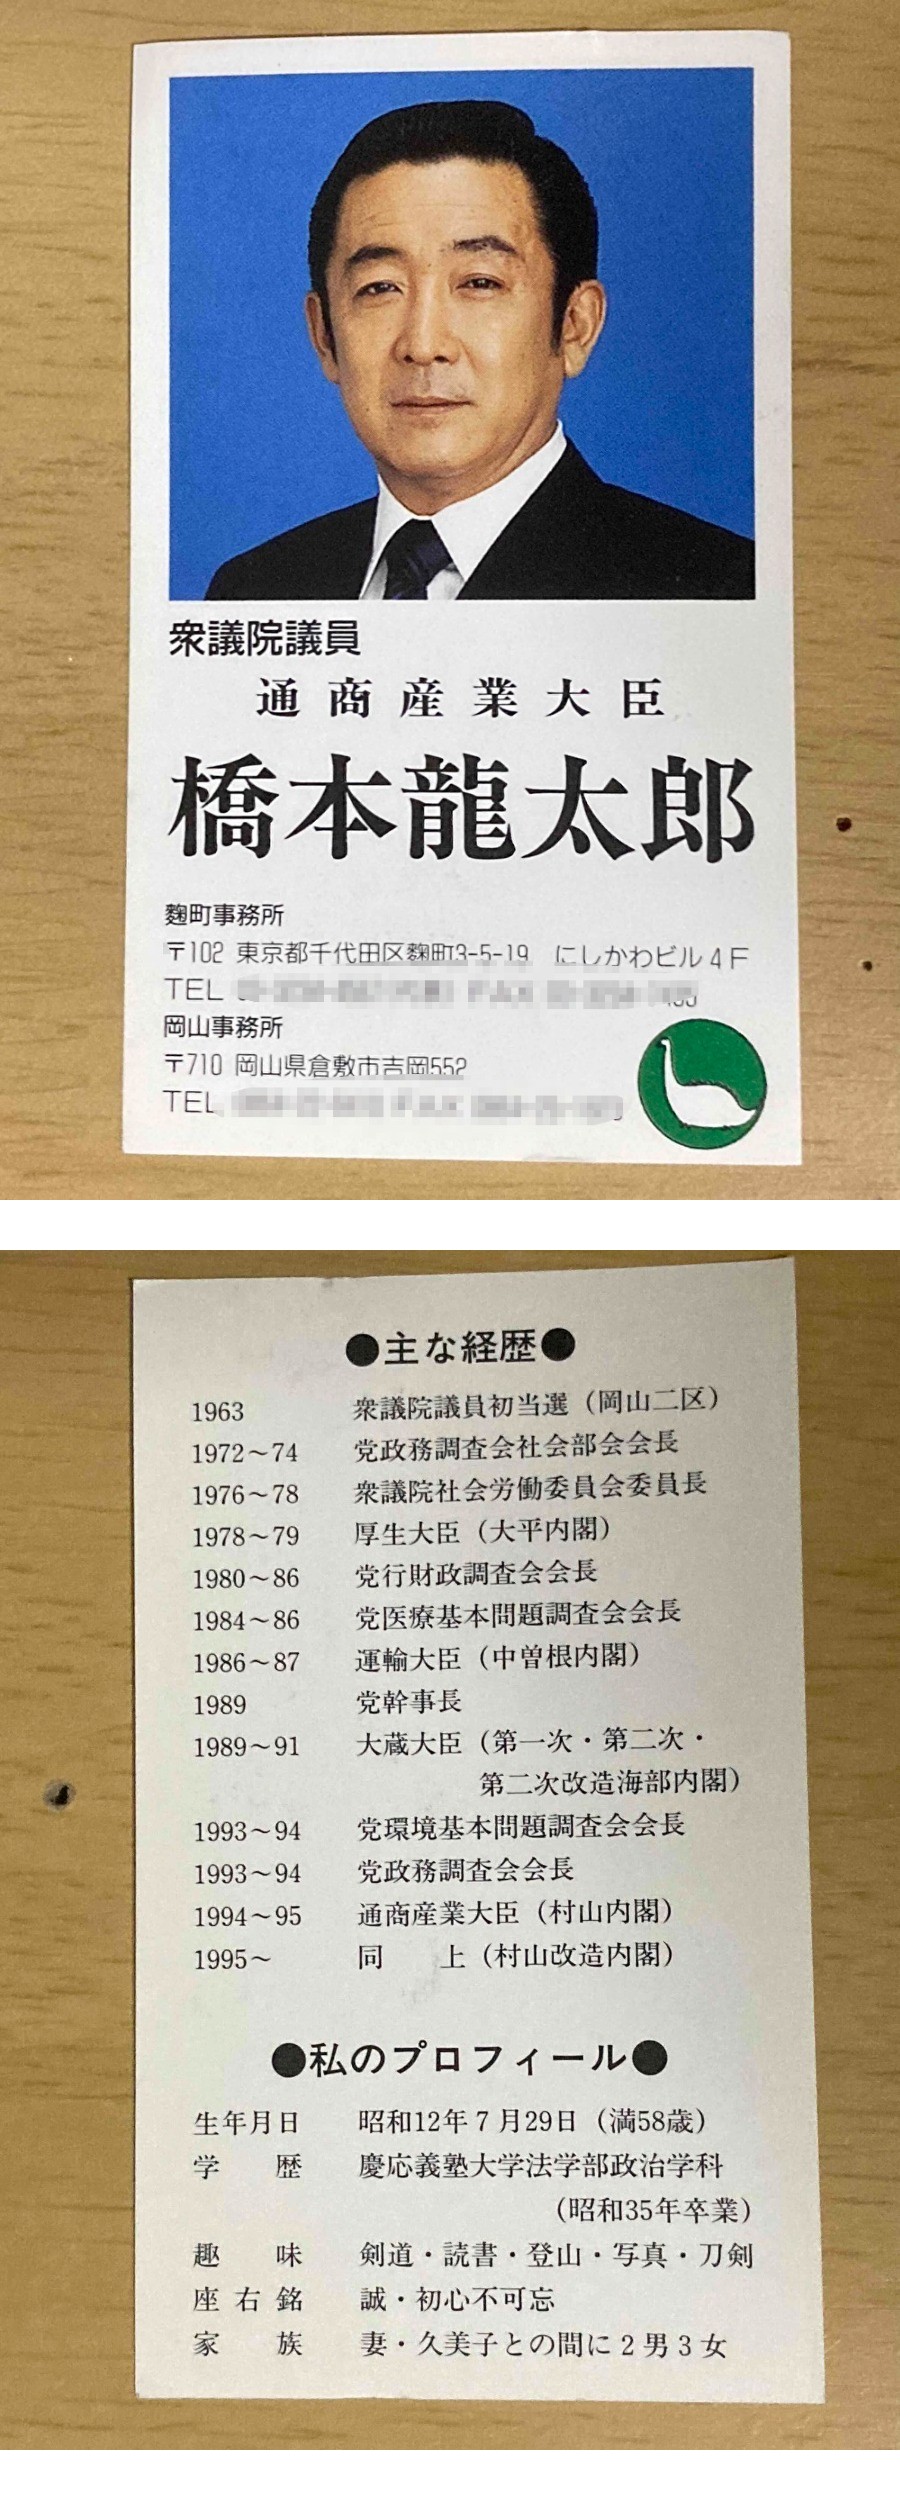 衆議院議員
通商産業大臣
橋本龍太郎
麴町事務所
〒102 東京都千代田区麴町3-5-19 にしかわビル4F
TEL
岡山事務所
〒710 岡山県倉敷市吉岡552
TEL
●主な経歴●
1963 衆議院議員初当選（岡山二区）
1972～74 党政務調査会社会部会会長
1976～78 衆議院社会労働委員会委員長
1978～79 厚生大臣（大平内閣）
1980～86 党行財政調査会会長
1984～86 党医療基本問題調査会会長
1986～87 運輸大臣（中曽根内閣）
1989 党幹事長
1989～91 大蔵大臣（第一次・第二次・
第二次改造海部内閣）
1993～94 党環境基本問題調査会会長
1993～94 党政務調査会会長
1994～95 通商産業大臣（村山内閣）
1995～ 同 上（村山改造内閣）
●私のプロフィール●
生年月日 昭和12年7月29日（満58歳）
学歴 慶応義塾大学法学部政治学科
（昭和35年卒業）
趣味 剣道・読書・登山・写真・刀剣
座右銘 誠・初心不可忘
家族 妻・久美子との間に2男3女